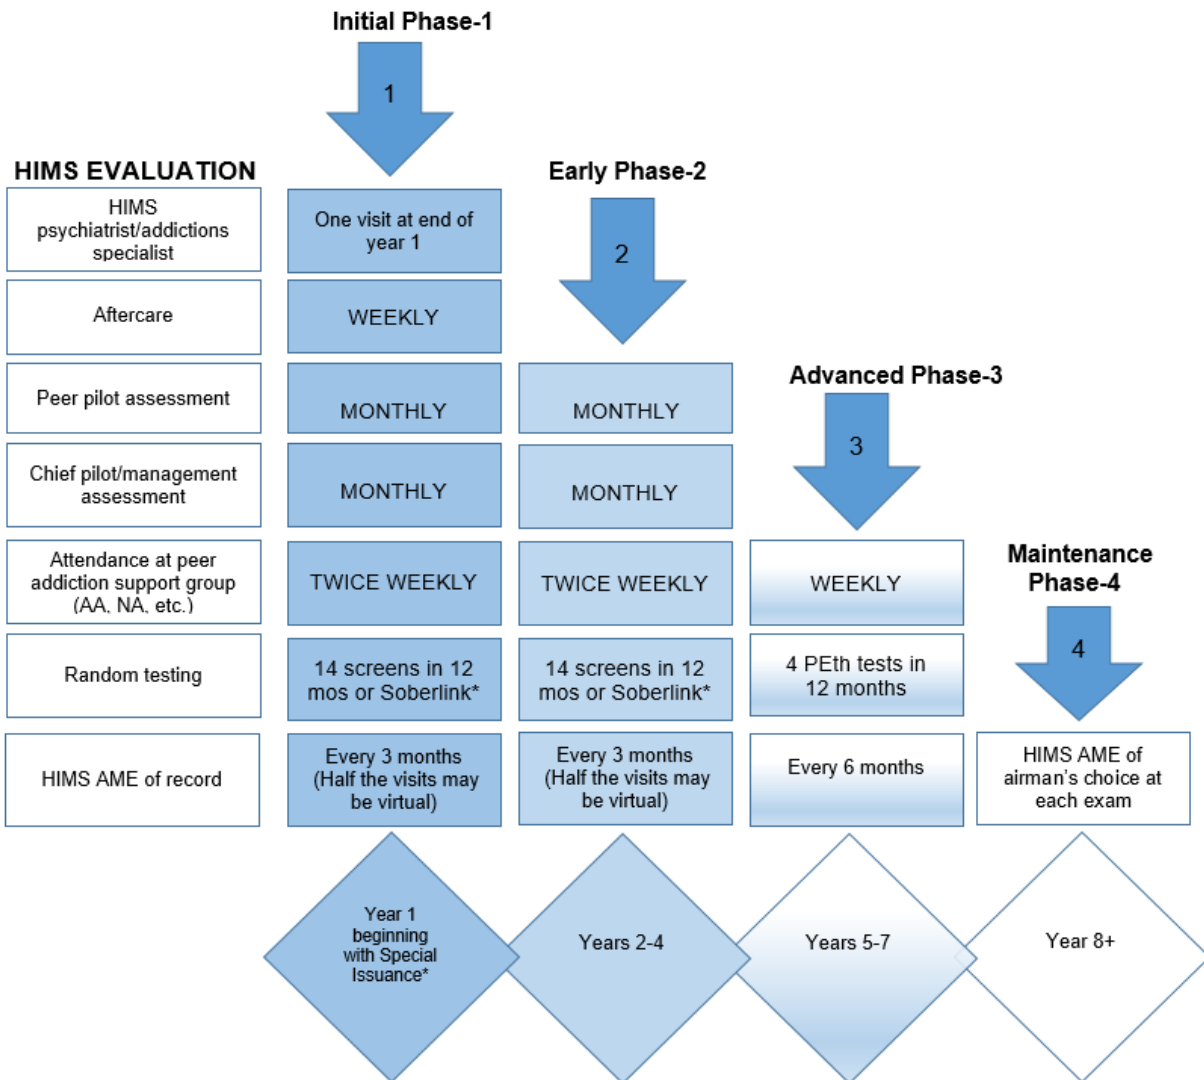 Initial Phase-1
1
HIMS EVALUATION
Early Phase-2
HIMS
psychiatrist/addictions
specialist
One visit at end of
year 1
2
Aftercare
WEEKLY
Advanced Phase-3
Peer pilot assessment
MONTHLY
MONTHLY
3
Chief pilot/management
assessment
MONTHLY
MONTHLY
Maintenance
Phase-4
Attendance at peer
addiction support group
(AA, NA, etc.)
TWICE WEEKLY
TWICE WEEKLY
WEEKLY
4
Random testing
14 screens in 12
mos or Soberlink*
14 screens in 12
mos or Soberlink*
4 PEth tests in
12 months
HIMS AME of record
Every 3 months
(Half the visits may
be virtual)
Every 3 months
(Half the visits may
be virtual)
Every 6 months
HIMS AME of
airman's choice at
each exam
Year 1
beginning
with Special
Issuance*
Years 2-4
Years 5-7
Year 8+